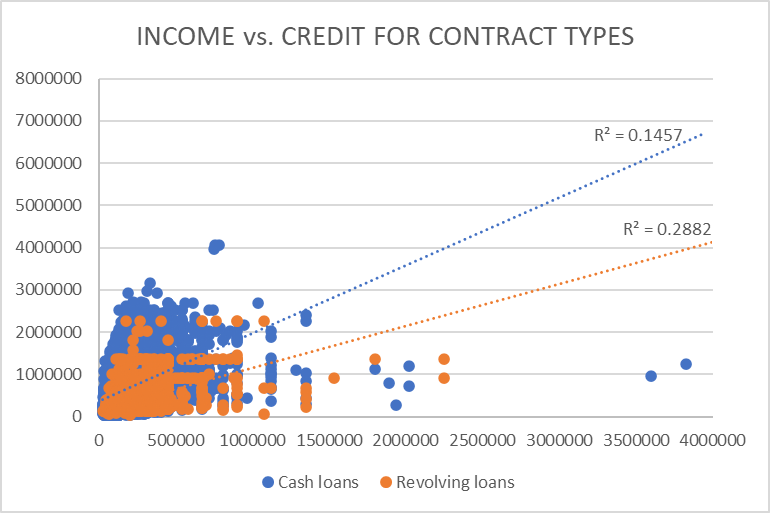 INCOME vs. CREDIT FOR CONTRACT TYPES
8000000
7000000
R² = 0.1457
6000000
5000000
R² = 0.2882
4000000
3000000
2000000
1000000
0
0 500000 1000000 1500000 2000000 2500000 3000000 3500000 4000000
Cash loans Revolving loans